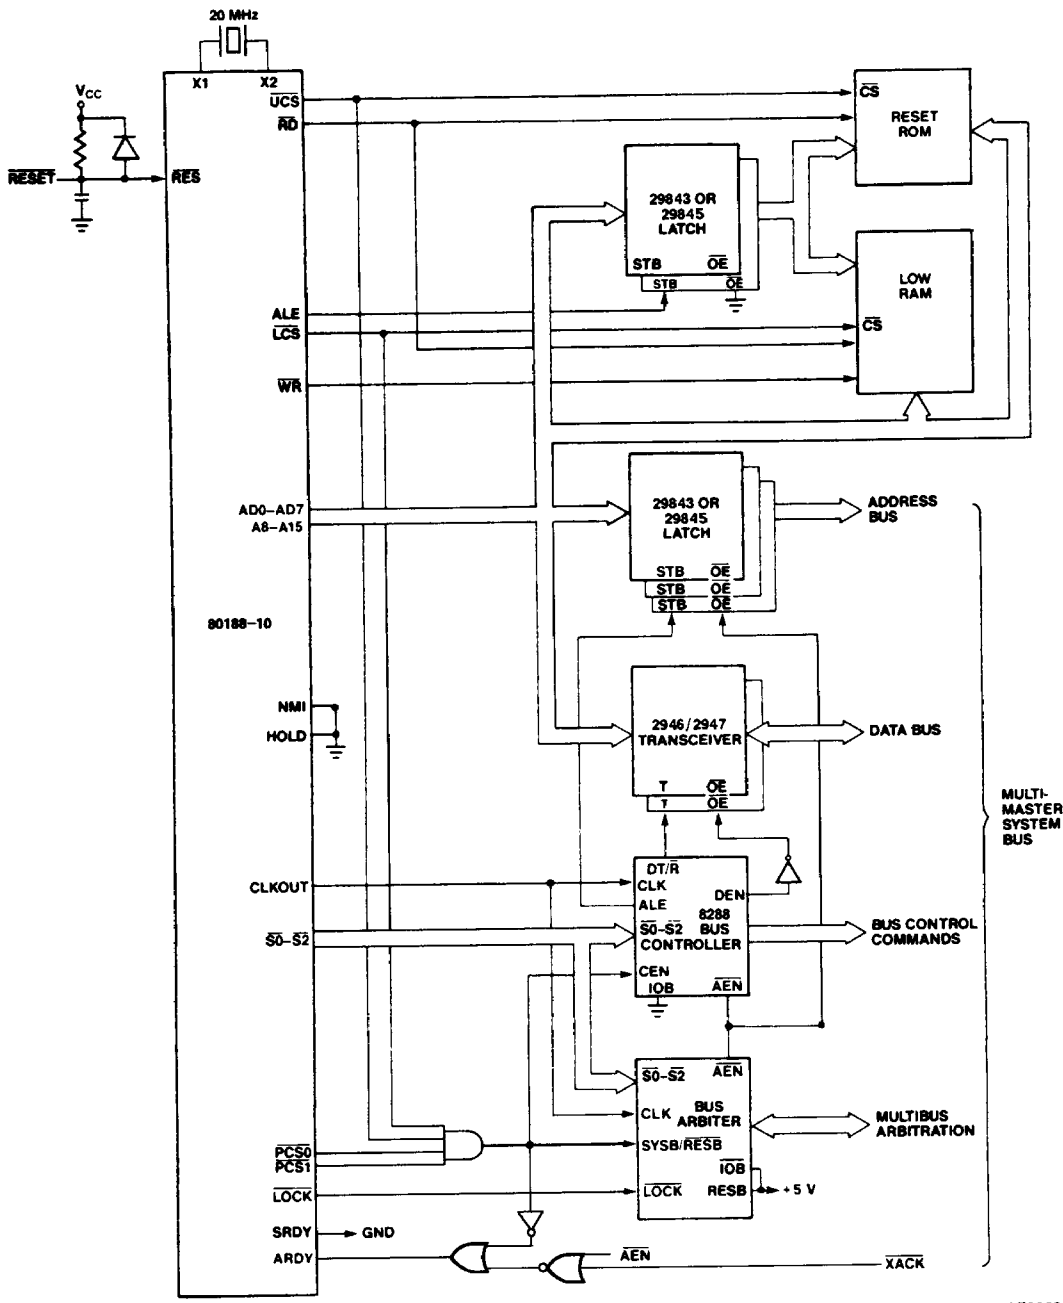 20 MHz
X1 X2
VCC
RESET
RES
UCS
RD
CS
RESET
ROM
29843 OR
29845
LATCH
STB OE
STB OE
LOW
RAM
CS
ALE
LCS
WR
AD0–AD7
A8–A15
29843 OR
29845
LATCH
STB OE
STB OE
STB OE
ADDRESS
BUS
80188-10
NMI
HOLD
2946/2947
TRANSCEIVER
T OE
T OE
DATA BUS
MULTI-
MASTER
SYSTEM
BUS
CLKOUT
S0–S2
DT/R
CLK
ALE
DEN
S0–S2
8288
BUS
CONTROLLER
CEN
IOB
AEN
BUS CONTROL
COMMANDS
S0–S2
AEN
CLK
BUS
ARBITER
SYSB/RESB
IOB
LOCK
RESB
+5 V
MULTIBUS
ARBITRATION
PCS0
PCS1
LOCK
SRDY
GND
ARDY
AEN
XACK